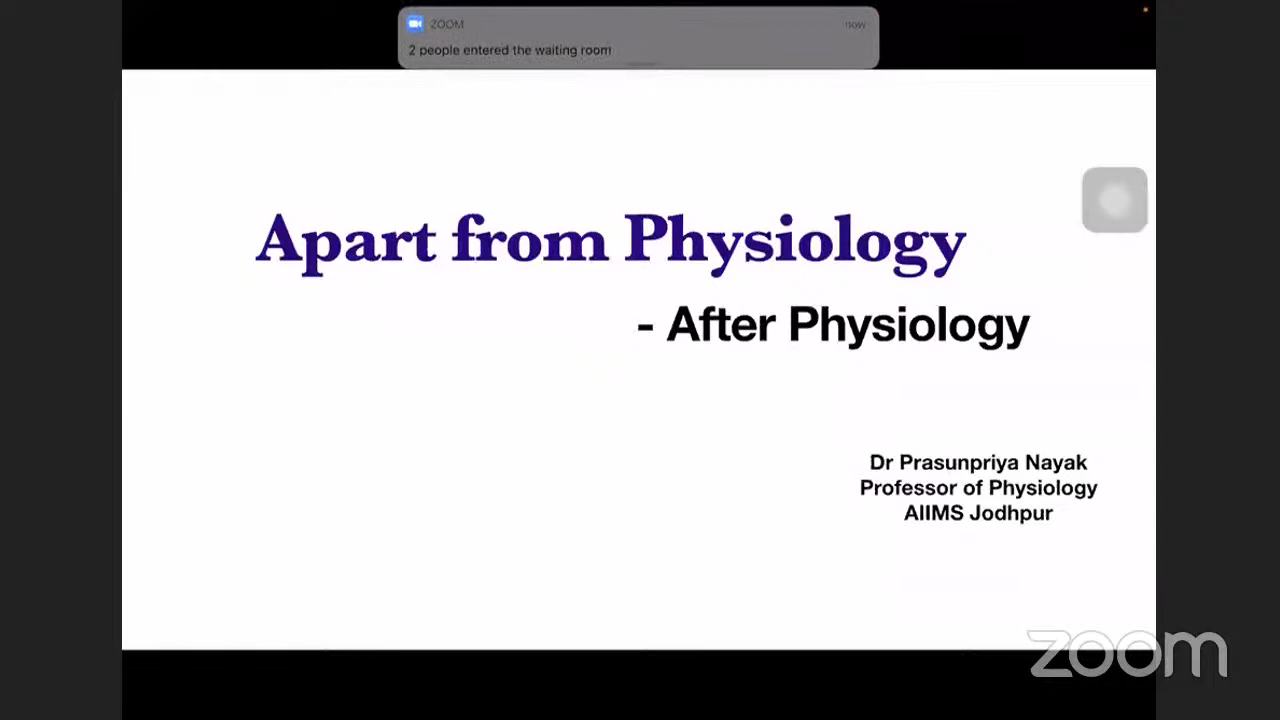 ZOOM
now
2 people entered the waiting room
Apart from Physiology
- After Physiology
Dr Prasunpriya Nayak
Professor of Physiology
AIIMS Jodhpur
zoom